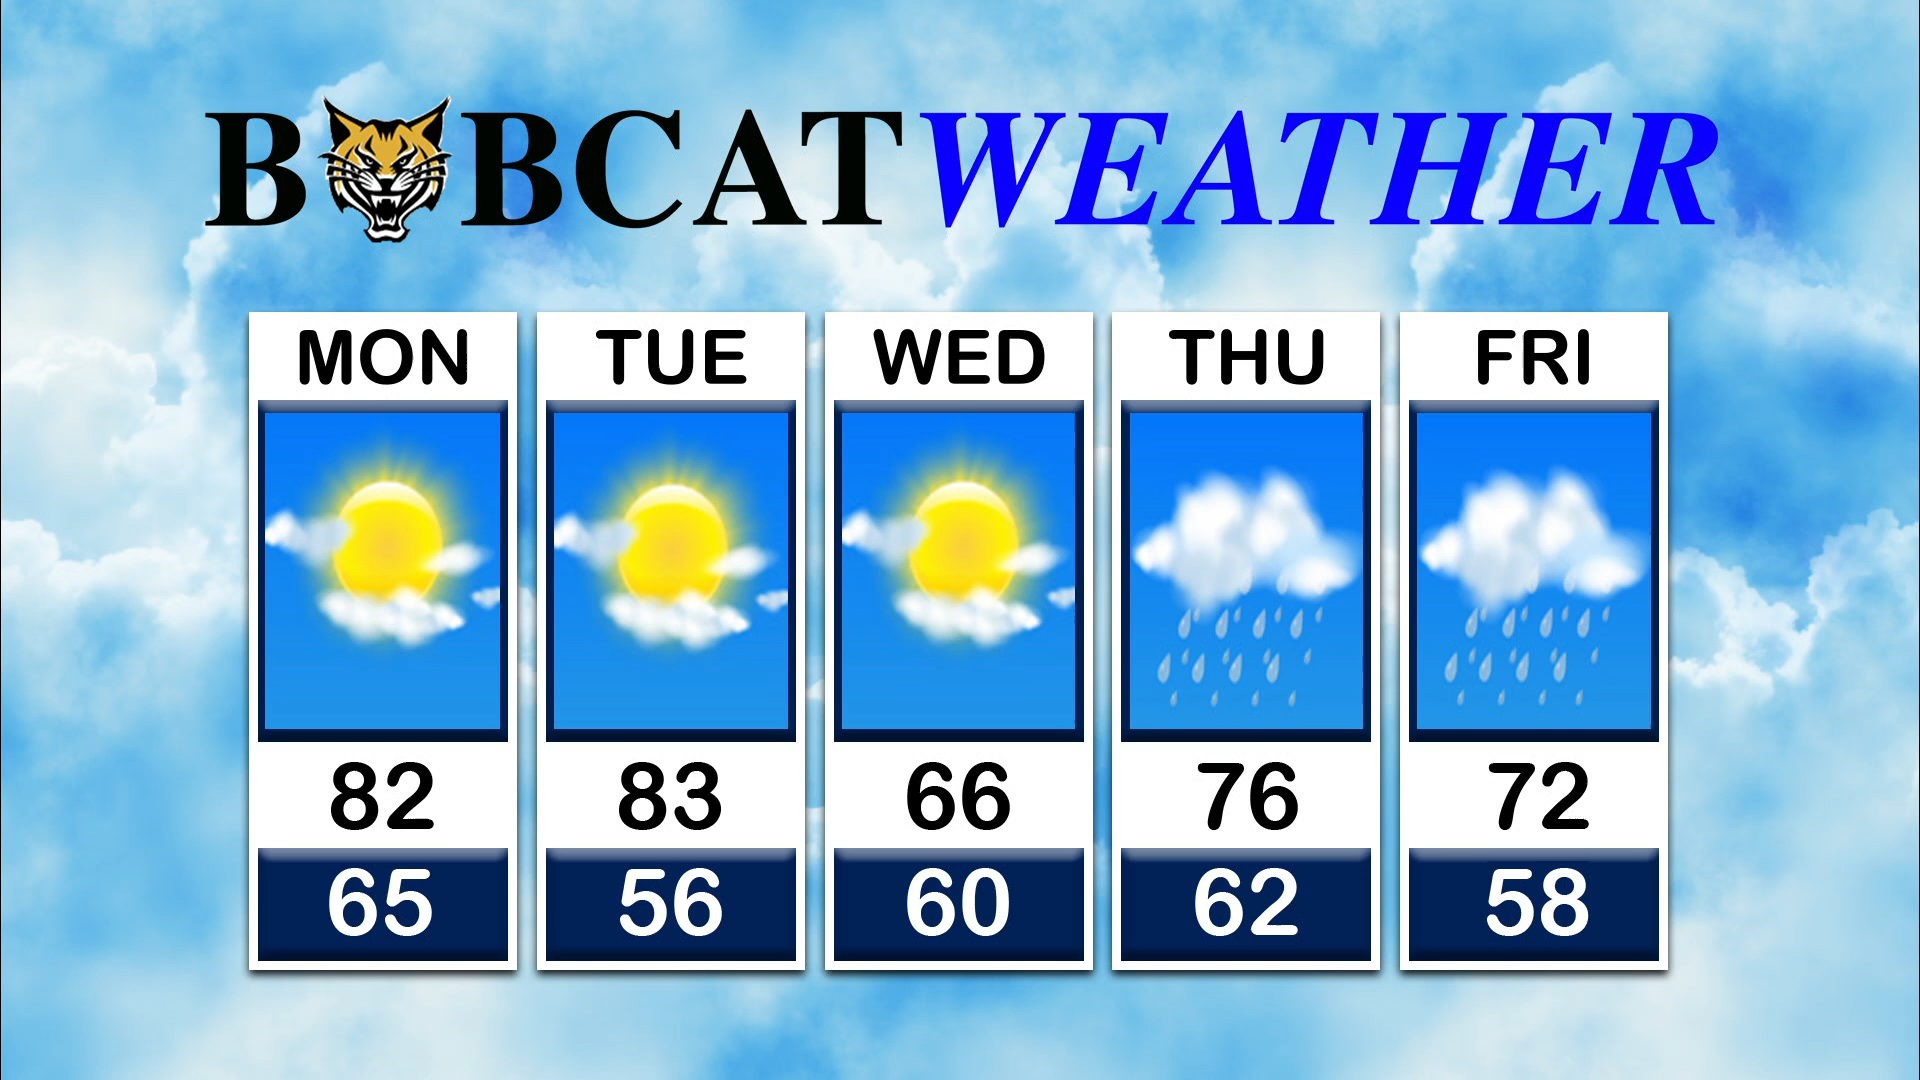 BOBCAT WEATHER
MON TUE WED THU FRI
82 83 66 76 72
65 56 60 62 58